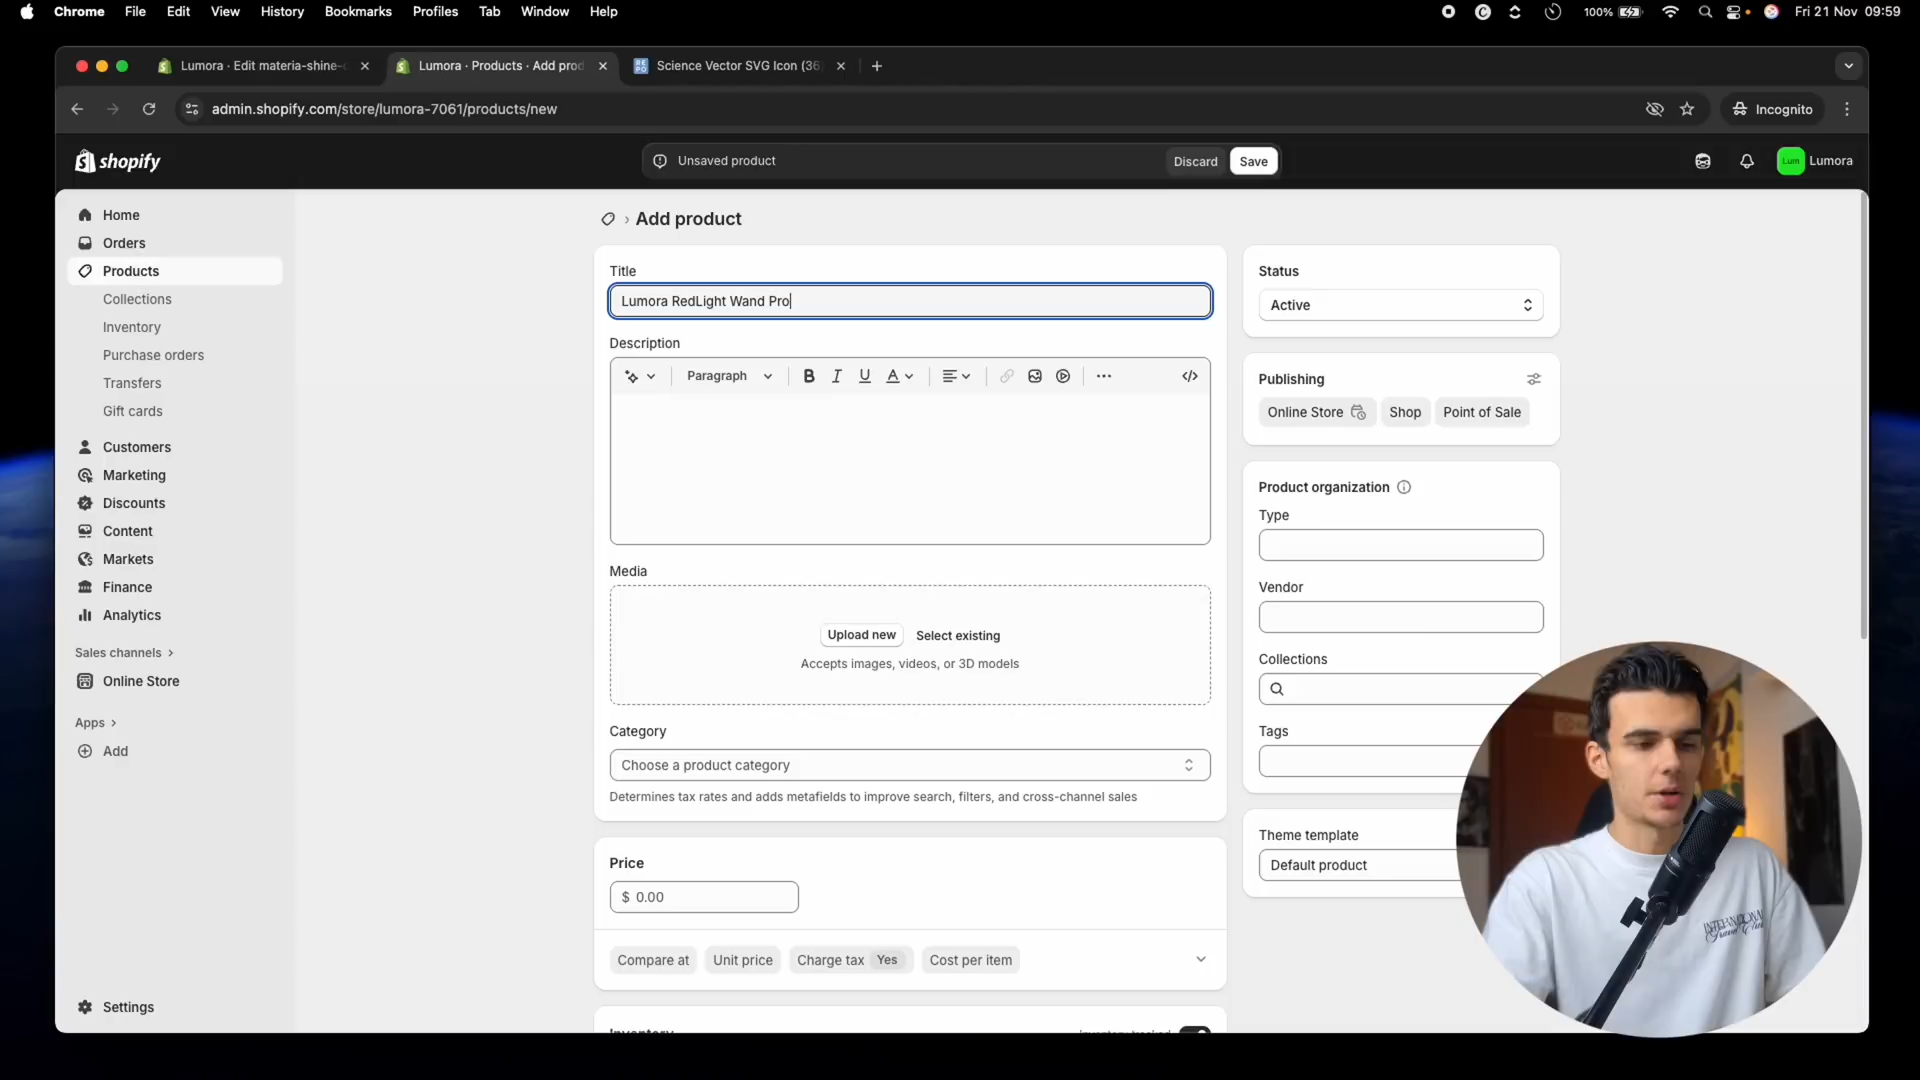 Chrome File Edit View History Bookmarks Profiles Tab Window Help 100% Fri 21 Nov 09:59
Lumora · Edit materia-shine- Lumora · Products · Add prod Science Vector SVG Icon (36
admin.shopify.com/store/lumora-7061/products/new Incognito
shopify Unsaved product Discard Save Lum Lumora
Home
Orders
Products
Collections
Inventory
Purchase orders
Transfers
Gift cards
Customers
Marketing
Discounts
Content
Markets
Finance
Analytics
Sales channels
Online Store
Apps
Add
Settings
Add product
Title
Lumora RedLight Wand Pro
Description
Paragraph B I U A
Media
Upload new Select existing
Accepts images, videos, or 3D models
Category
Choose a product category
Determines tax rates and adds metafields to improve search, filters, and cross-channel sales
Price
$ 0.00
Compare at Unit price Charge tax Yes Cost per item
Status
Active
Publishing
Online Store Shop Point of Sale
Product organization
Type
Vendor
Collections
Tags
Theme template
Default product